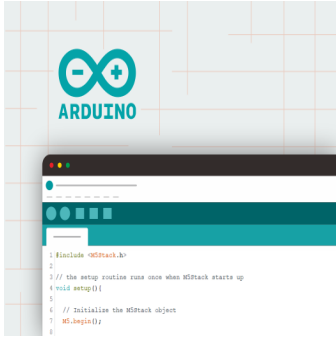 ARDUINO
1 #include <M5Stack.h>
2
3 // the setup routine runs once when M5Stack starts up
4 void setup(){
5
6 // Initialize the M5Stack object
7 M5.begin();
8